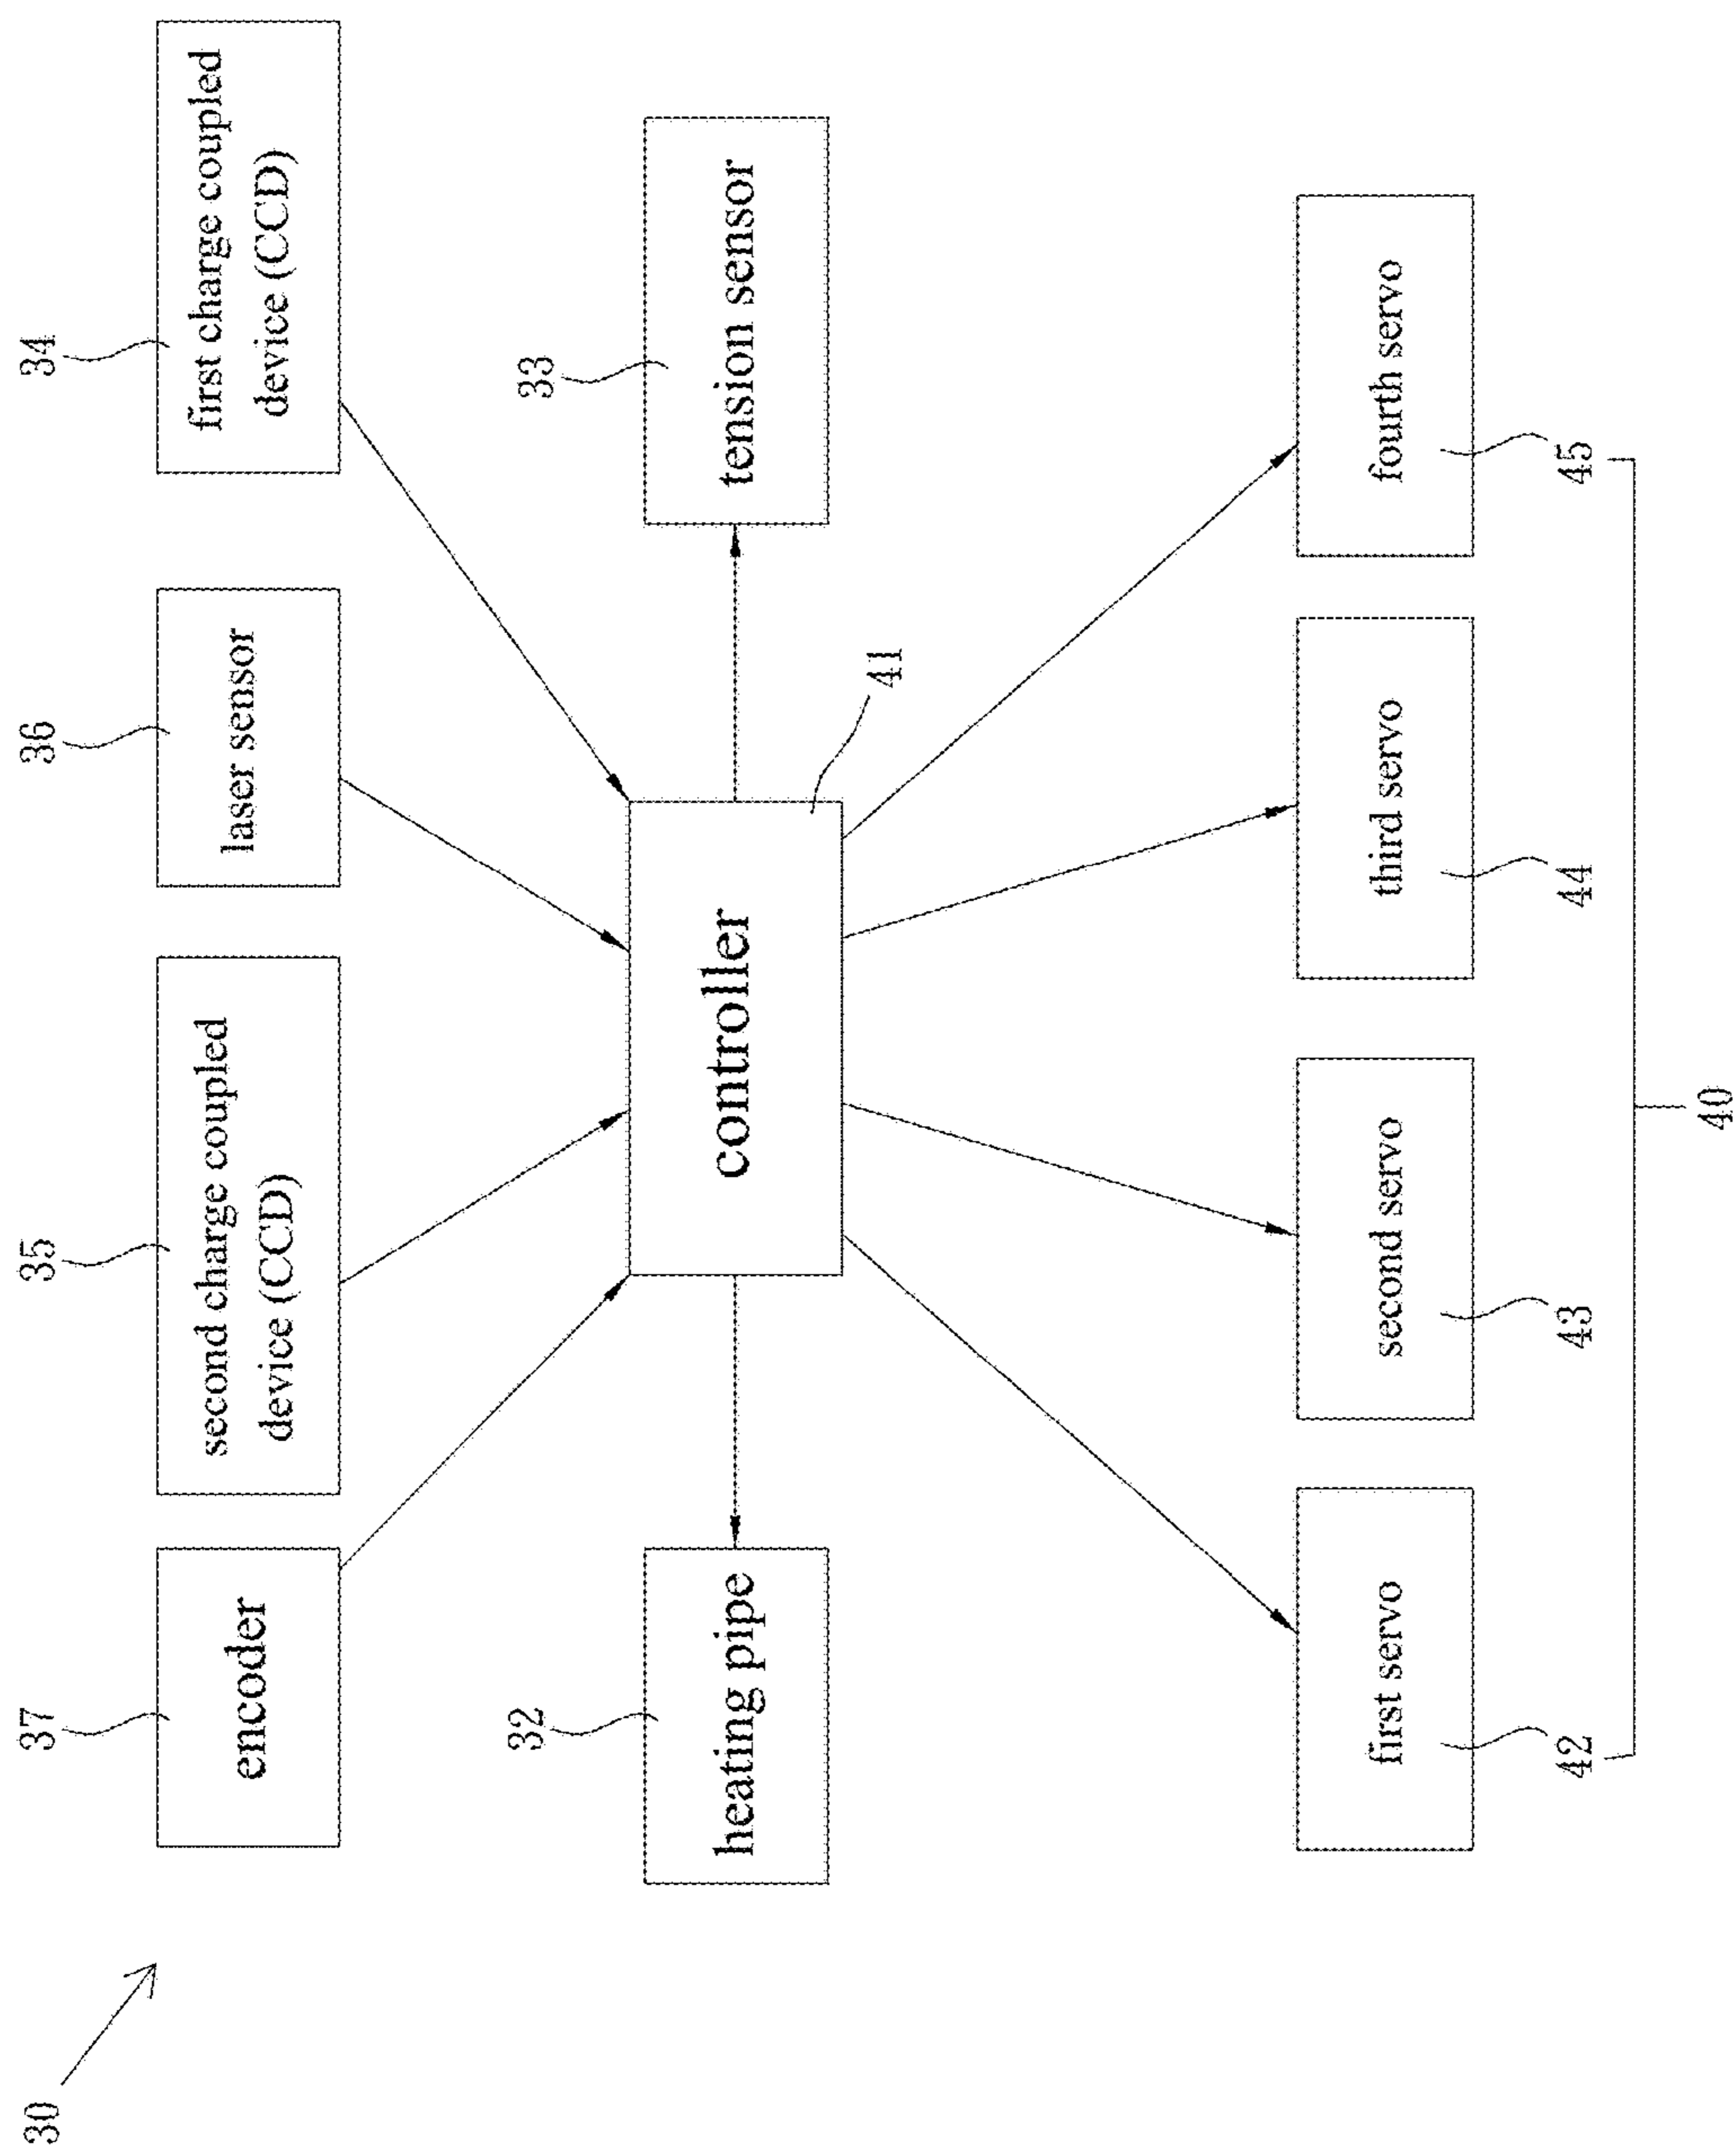 30
37
35
36
34
encoder
second charge coupled
device (CCD)
laser sensor
first charge coupled
device (CCD)
32
33
heating pipe
controller
tension sensor
41
first servo
second servo
third servo
fourth servo
42
43
44
45
40